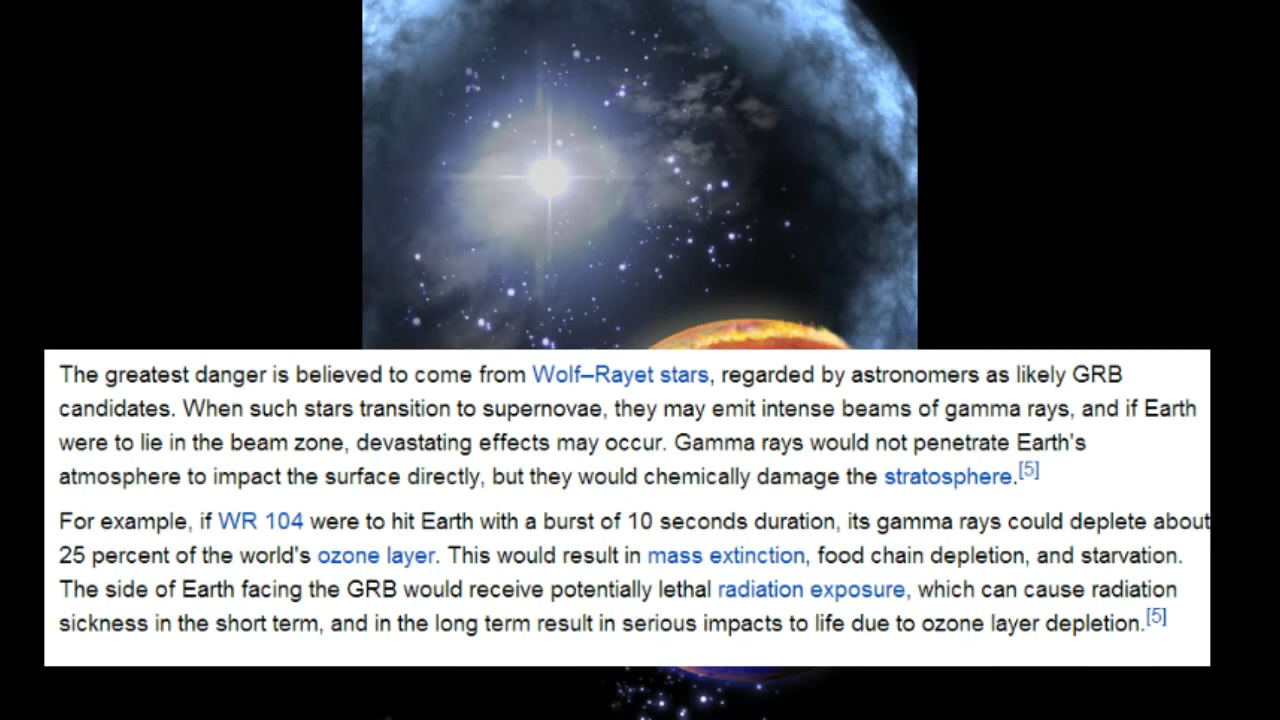 The greatest danger is believed to come from Wolf–Rayet stars, regarded by astronomers as likely GRB
candidates. When such stars transition to supernovae, they may emit intense beams of gamma rays, and if Earth
were to lie in the beam zone, devastating effects may occur. Gamma rays would not penetrate Earth's
atmosphere to impact the surface directly, but they would chemically damage the stratosphere.[5]
For example, if WR 104 were to hit Earth with a burst of 10 seconds duration, its gamma rays could deplete about
25 percent of the world's ozone layer. This would result in mass extinction, food chain depletion, and starvation.
The side of Earth facing the GRB would receive potentially lethal radiation exposure, which can cause radiation
sickness in the short term, and in the long term result in serious impacts to life due to ozone layer depletion.[5]